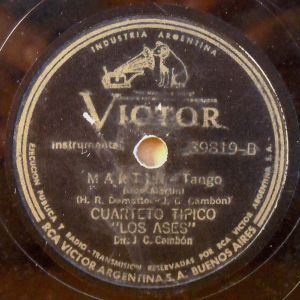 INDUSTRIA ARGENTINA
VICTOR
Instrumental
39819-B
MARTIN - Tango
(H. R. Demattei - J. C. Cambón)
CUARTETO TIPICO
"LOS ASES"
Dir.: J. C. Cambón
EJECUCION PUBLICA Y RADIO-TRANSMISION RESERVADAS POR RCA VICTOR ARGENTINA S.A.
RCA VICTOR ARGENTINA S.A. BUENOS AIRES